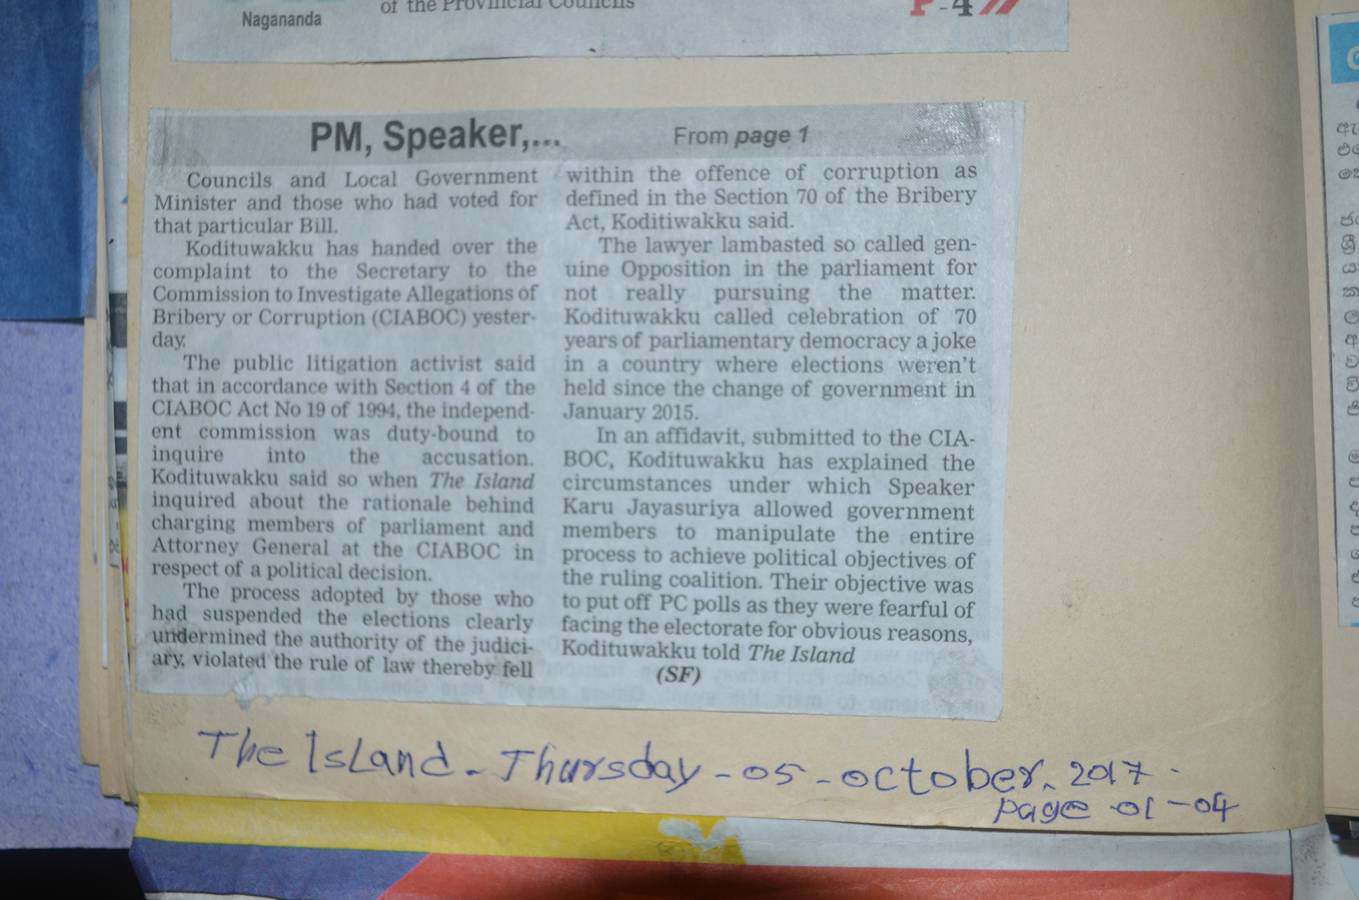 Nagananda
of the Provincial Councils
P-4
PM, Speaker,...
From page 1
Councils and Local Government
Minister and those who had voted for
that particular Bill.
Kodituwakku has handed over the
complaint to the Secretary to the
Commission to Investigate Allegations of
Bribery or Corruption (CIABOC) yester-
day.
The public litigation activist said
that in accordance with Section 4 of the
CIABOC Act No 19 of 1994, the independ-
ent commission was duty-bound to
inquire into the accusation.
Kodituwakku said so when The Island
inquired about the rationale behind
charging members of parliament and
Attorney General at the CIABOC in
respect of a political decision.
The process adopted by those who
had suspended the elections clearly
undermined the authority of the judici-
ary, violated the rule of law thereby fell
within the offence of corruption as
defined in the Section 70 of the Bribery
Act, Koditiwakku said.
The lawyer lambasted so called gen-
uine Opposition in the parliament for
not really pursuing the matter.
Kodituwakku called celebration of 70
years of parliamentary democracy a joke
in a country where elections weren't
held since the change of government in
January 2015.
In an affidavit, submitted to the CIA-
BOC, Kodituwakku has explained the
circumstances under which Speaker
Karu Jayasuriya allowed government
members to manipulate the entire
process to achieve political objectives of
the ruling coalition. Their objective was
to put off PC polls as they were fearful of
facing the electorate for obvious reasons,
Kodituwakku told The Island
(SF)
The Island - Thursday - 05 - October. 2017
page 01 - 04